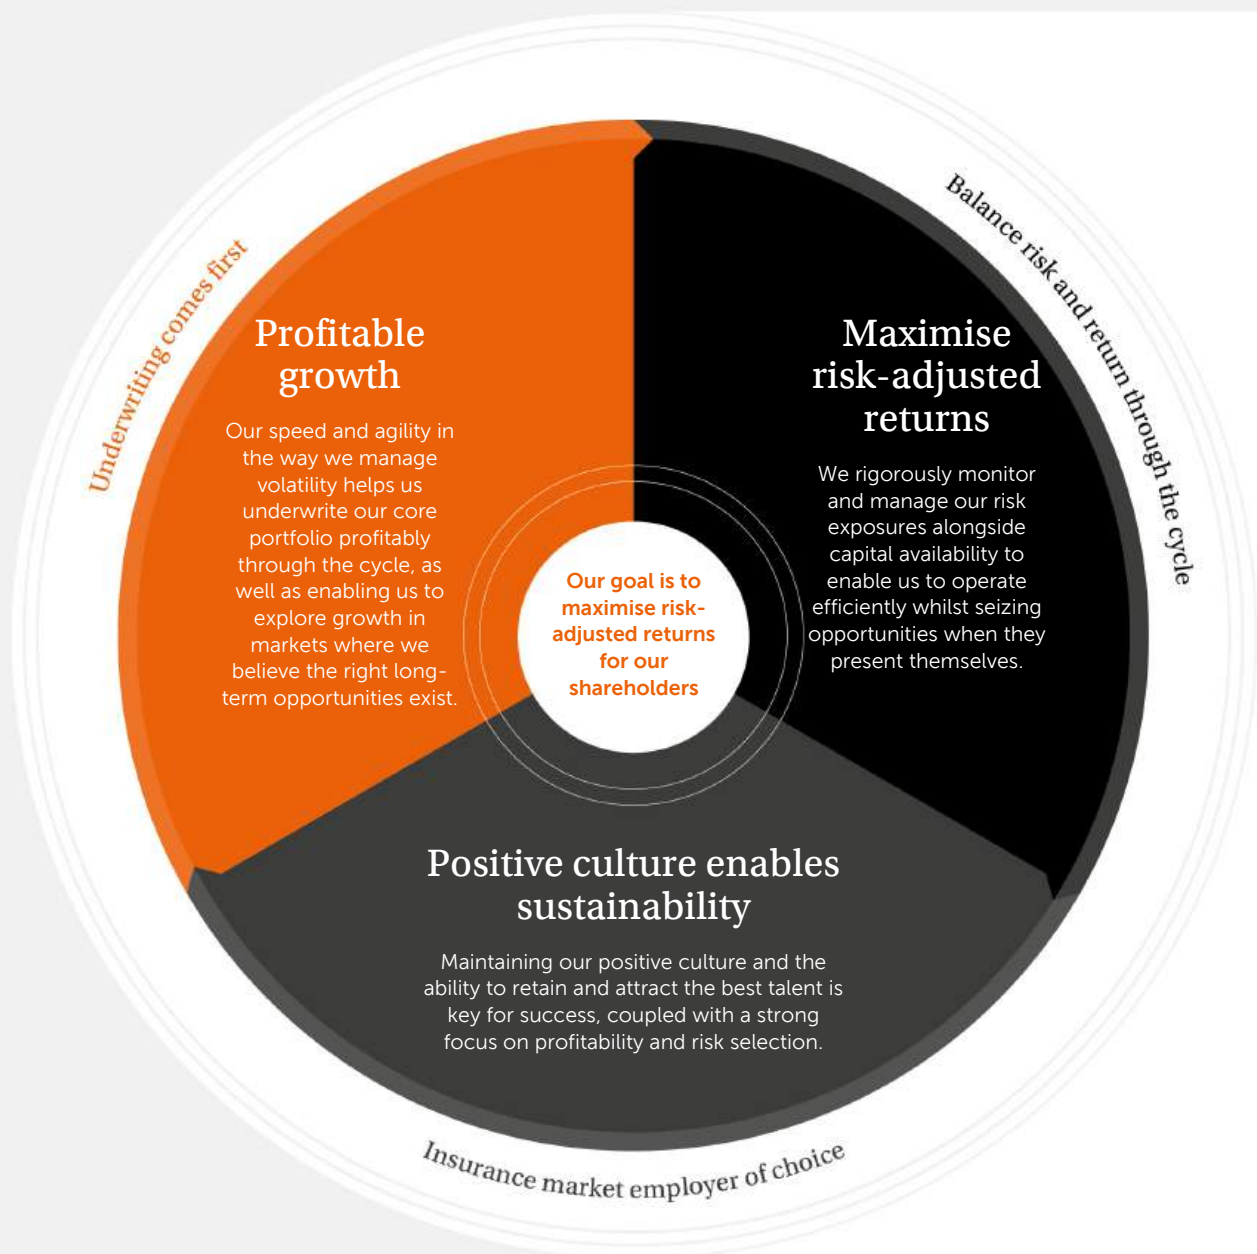 Underwriting comes first
Balance risk and return through the cycle
Profitable
growth
Our speed and agility in
the way we manage
volatility helps us
underwrite our core
portfolio profitably
through the cycle, as
well as enabling us to
explore growth in
markets where we
believe the right long-
term opportunities exist.
Maximise
risk-adjusted
returns
We rigorously monitor
and manage our risk
exposures alongside
capital availability to
enable us to operate
efficiently whilst seizing
opportunities when they
present themselves.
Our goal is to
maximise risk-
adjusted returns
for our
shareholders
Positive culture enables
sustainability
Maintaining our positive culture and the
ability to retain and attract the best talent is
key for success, coupled with a strong
focus on profitability and risk selection.
Insurance market employer of choice